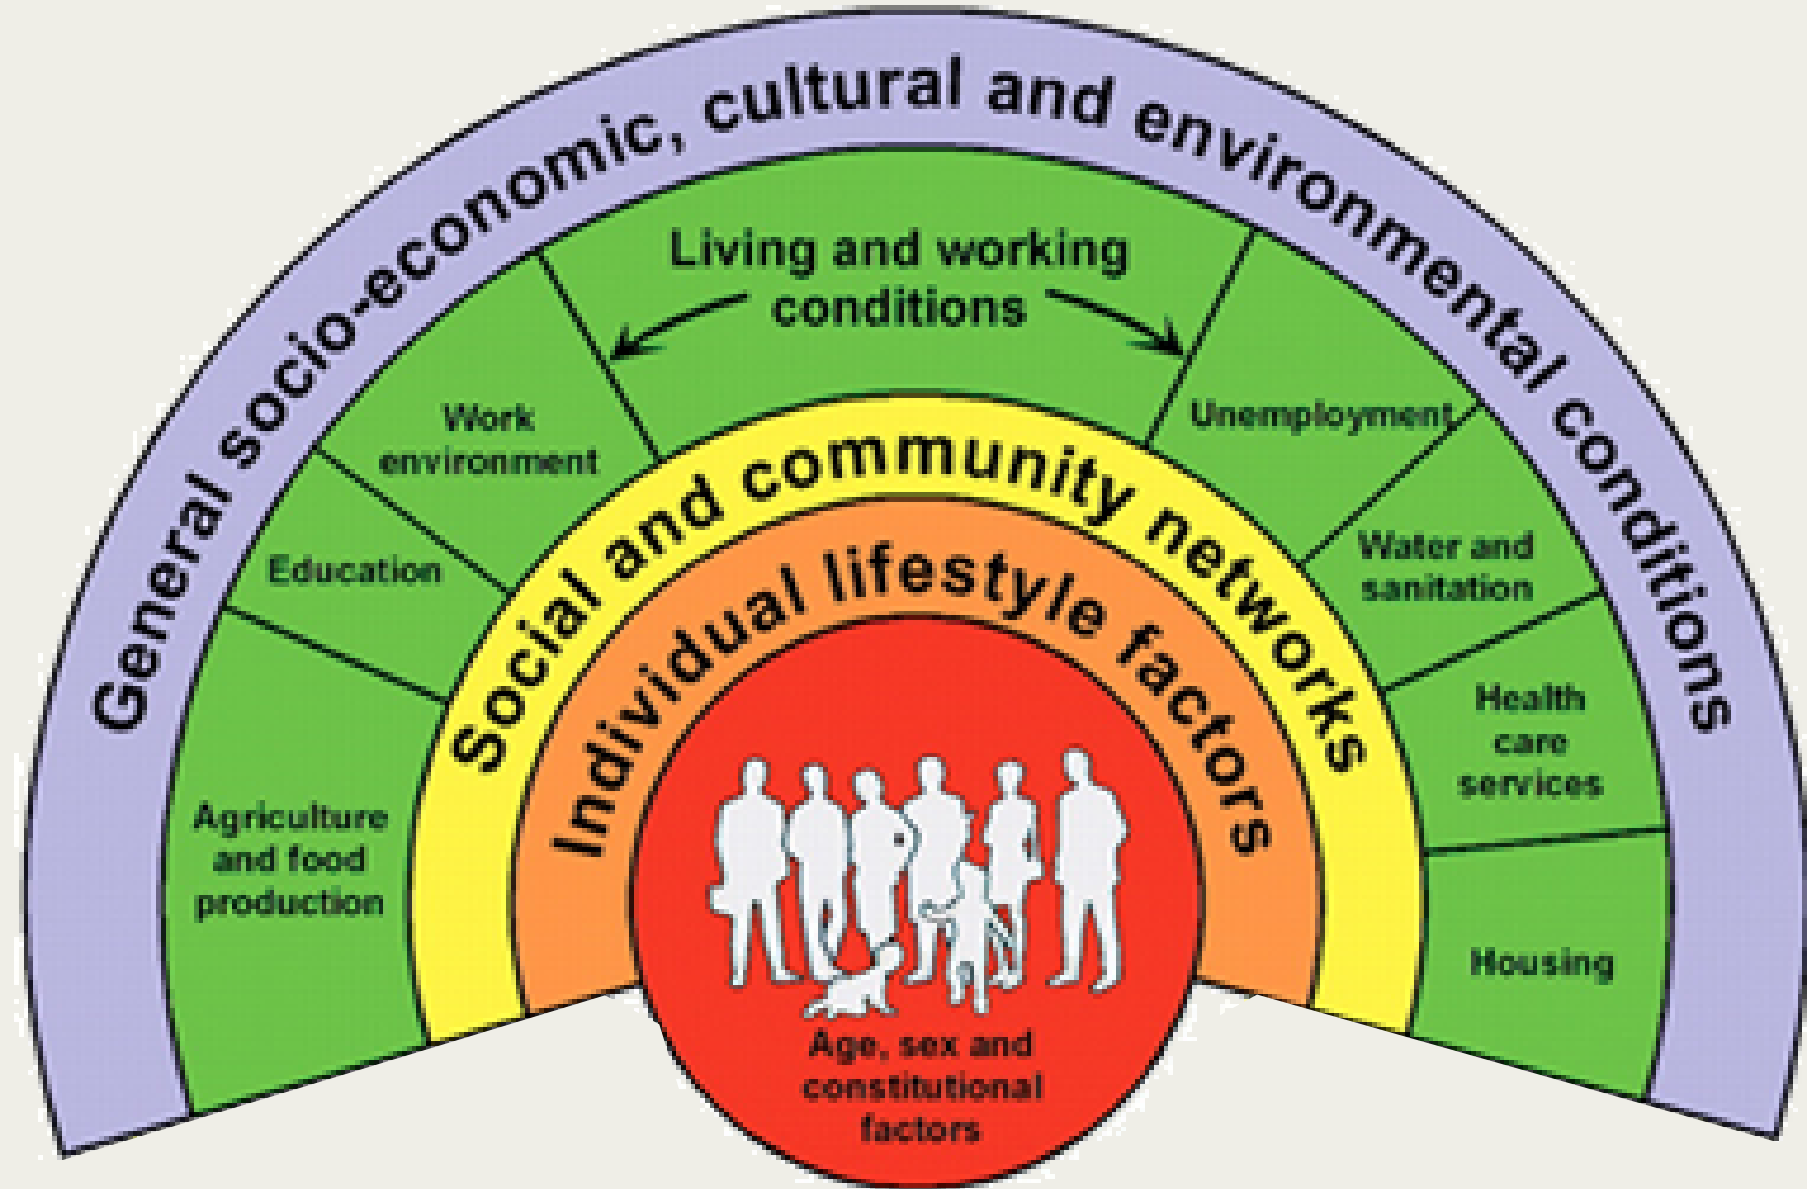 General socio-economic, cultural and environmental conditions
Living and working
conditions
Work
environment
Unemployment
Education
Water and
sanitation
Agriculture
and food
production
Health
care
services
Housing
Social and community networks
Individual lifestyle factors
Age, sex and
constitutional
factors